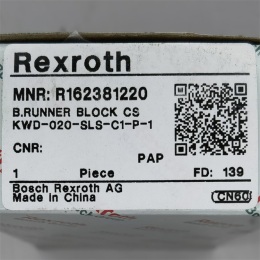 Rexroth
MNR: R162381220
B.RUNNER BLOCK CS
KWD-020-SLS-C1-P-1
CNR:
PAP
1 Piece FD: 139
Bosch Rexroth AG
Made in China
CN60